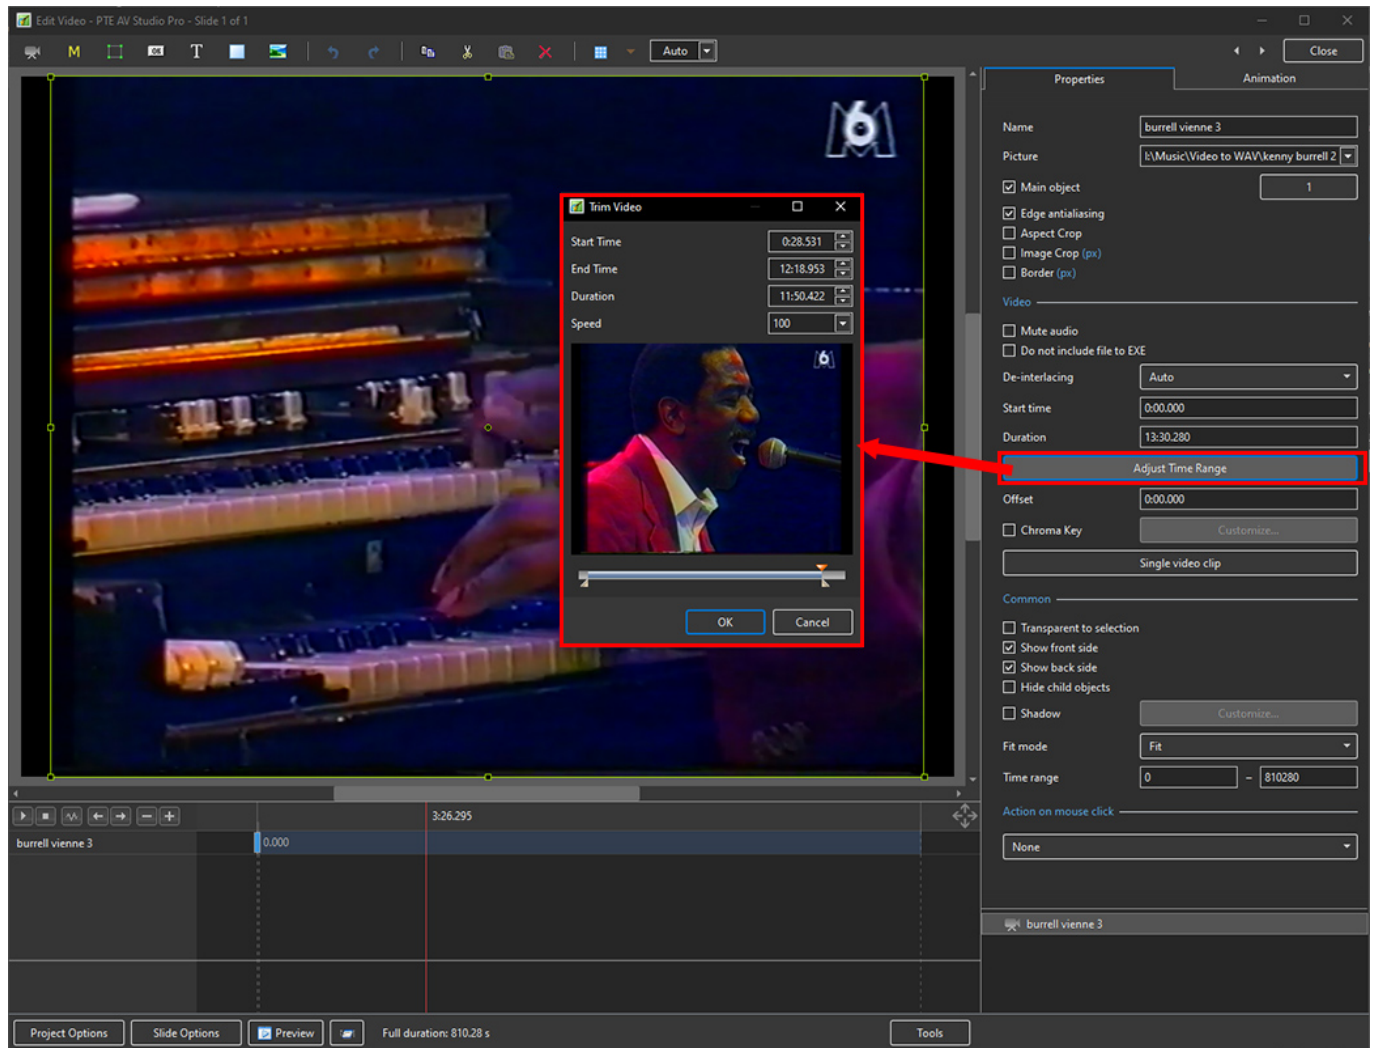 Edit Video - PTE AV Studio Pro - Slide 1 of 1
M OK T Auto Close
Properties Animation
Name burrell vienne 3
Picture I:\Music\Video to WAV\kenny burrell 2
Main object 1
Edge antialiasing
Aspect Crop
Image Crop (px)
Border (px)
Video
Mute audio
Do not include file to EXE
De-interlacing Auto
Start time 0:00.000
Duration 13:30.280
Adjust Time Range
Offset 0:00.000
Chroma Key Customize...
Single video clip
Common
Transparent to selection
Show front side
Show back side
Hide child objects
Shadow Customize...
Fit mode Fit
Time range 0 – 810280
Action on mouse click
None
burrell vienne 3
M6
Trim Video
Start Time 0:28.531
End Time 12:18.953
Duration 11:50.422
Speed 100
M6
OK Cancel
3:26.295
burrell vienne 3 0.000
Project Options Slide Options Preview Full duration: 810.28 s Tools